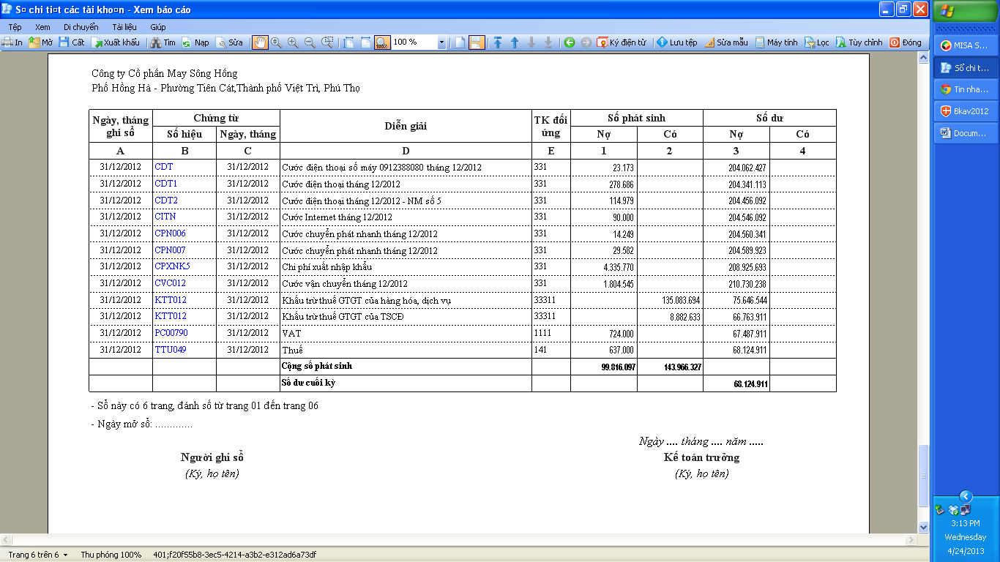 Sæ chi tiÕt các tài kho¶n - Xem báo cáo
Tệp Xem Di chuyển Tài liệu Giúp
In Mở Cất Xuất khẩu Tìm Nạp Sửa 100% 100 % Ký điện tử Lưu tệp Sửa mẫu Máy tính Lọc Tùy chỉnh Đóng
Công ty Cổ phần May Sông Hồng
Phố Hồng Hà - Phường Tiên Cát,Thành phố Việt Trì, Phú Thọ
Ngày, tháng ghi sổ Chứng từ Diễn giải TK đối ứng Số phát sinh Số dư
Số hiệu Ngày, tháng Nợ Có Nợ Có
A B C D E 1 2 3 4
31/12/2012 CDT 31/12/2012 Cước điện thoại số máy 0912388080 tháng 12/2012 331 23.173 204.062.427
31/12/2012 CDT1 31/12/2012 Cước điện thoại tháng 12/2012 331 278.686 204.341.113
31/12/2012 CDT2 31/12/2012 Cước điện thoại tháng 12/2012 - NM số 5 331 114.979 204.456.092
31/12/2012 CITN 31/12/2012 Cước Internet tháng 12/2012 331 90.000 204.546.092
31/12/2012 CPN006 31/12/2012 Cước chuyển phát nhanh tháng 12/2012 331 14.249 204.560.341
31/12/2012 CPN007 31/12/2012 Cước chuyển phát nhanh tháng 12/2012 331 29.582 204.589.923
31/12/2012 CPXNK5 31/12/2012 Chi phí xuất nhập khẩu 331 4.335.770 208.925.693
31/12/2012 CVC012 31/12/2012 Cước vận chuyển tháng 12/2012 331 1.804.545 210.730.238
31/12/2012 KTT012 31/12/2012 Khấu trừ thuế GTGT của hàng hóa, dịch vụ 33311 135.083.694 75.646.544
31/12/2012 KTT012 31/12/2012 Khấu trừ thuế GTGT của TSCĐ 33311 8.882.633 66.763.911
31/12/2012 PC00790 31/12/2012 VAT 1111 724.000 67.487.911
31/12/2012 TTU049 31/12/2012 Thuế 141 637.000 68.124.911
Cộng số phát sinh 99.816.097 143.966.327
Số dư cuối kỳ 68.124.911
- Sổ này có 6 trang, đánh số từ trang 01 đến trang 06
- Ngày mở sổ: .............
Ngày .... tháng .... năm .....
Người ghi sổ Kế toán trưởng
(Ký, họ tên) (Ký, họ tên)
Trang 6 trên 6 Thu phóng 100% 401;f20f55b8-3ec5-4214-a3b2-e312ad6a73df
MISA S...
Sổ chi t...
Tin nha...
Bkav2012
Docum...
3:13 PM
Wednesday
4/24/2013